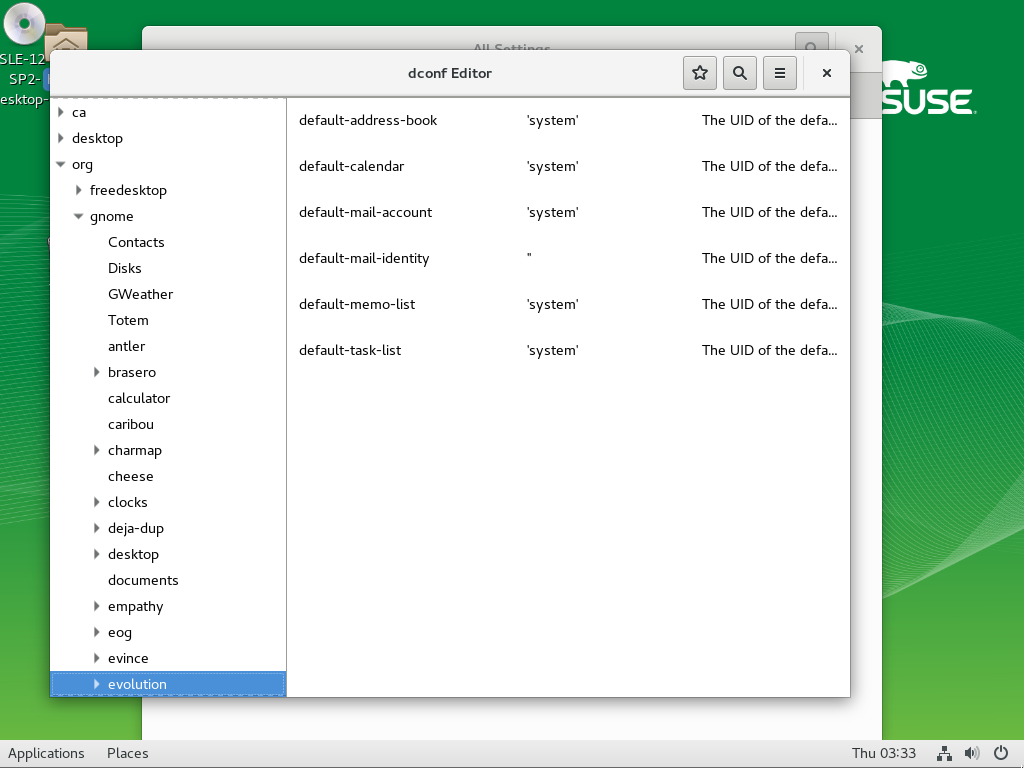 SLE-12
SP2-
esktop-
All Settings
SUSE
dconf Editor
ca
desktop
org
freedesktop
gnome
Contacts
Disks
GWeather
Totem
antler
brasero
calculator
caribou
charmap
cheese
clocks
deja-dup
desktop
documents
empathy
eog
evince
evolution
default-address-book 'system' The UID of the defa...
default-calendar 'system' The UID of the defa...
default-mail-account 'system' The UID of the defa...
default-mail-identity '' The UID of the defa...
default-memo-list 'system' The UID of the defa...
default-task-list 'system' The UID of the defa...
Applications Places Thu 03:33